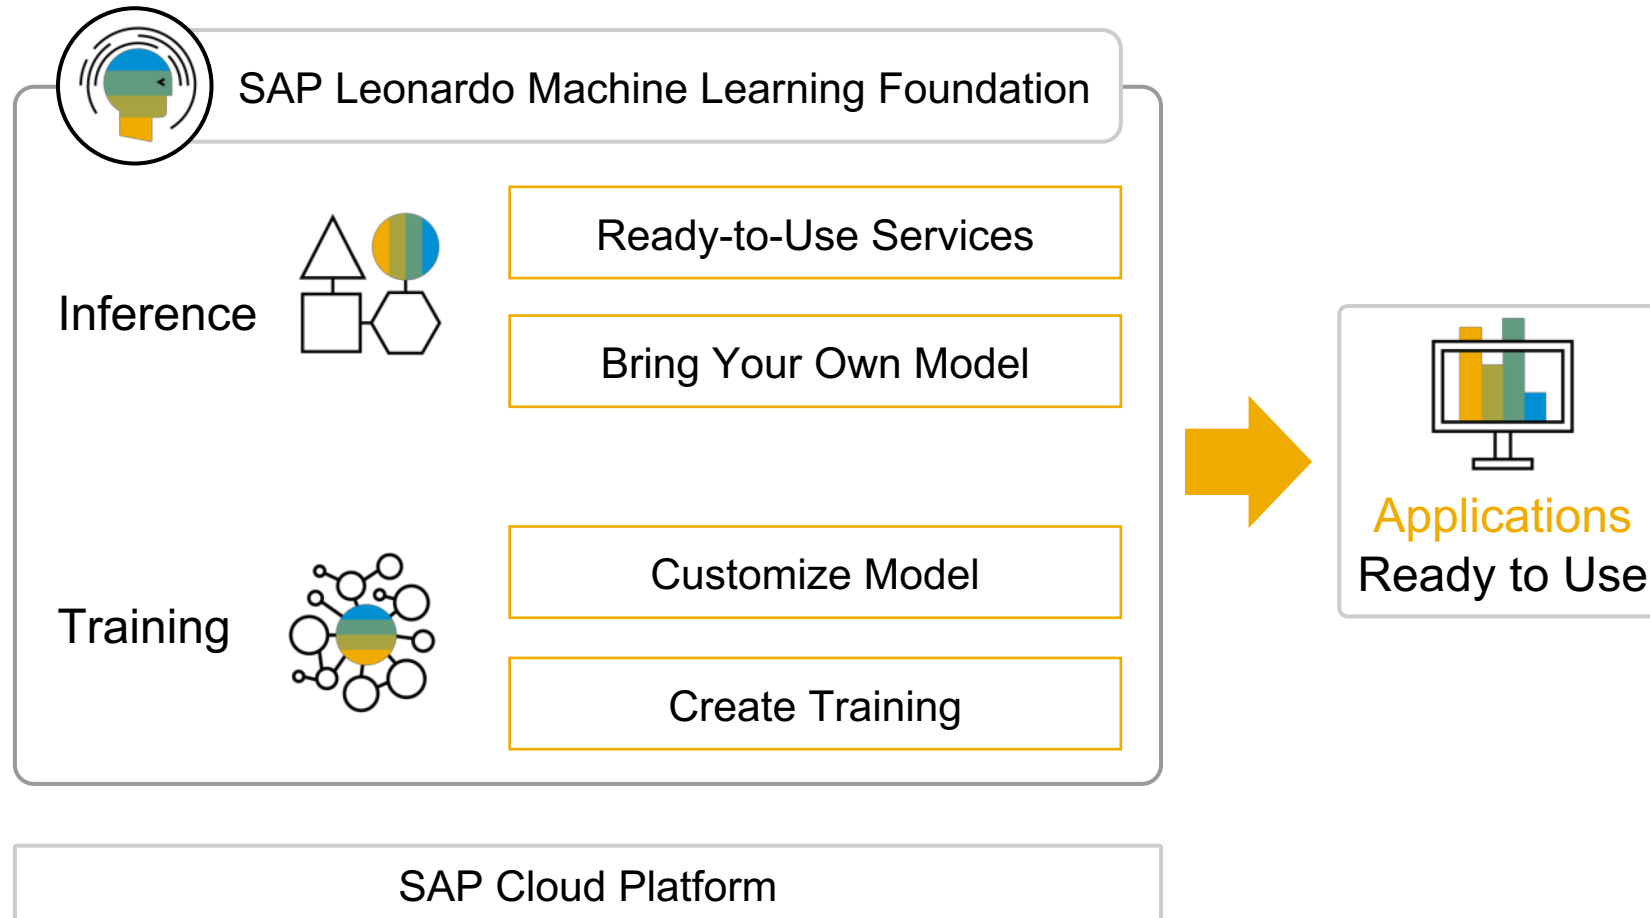 SAP Leonardo Machine Learning Foundation
Inference
Ready-to-Use Services
Bring Your Own Model
Training
Customize Model
Create Training
Applications
Ready to Use
SAP Cloud Platform